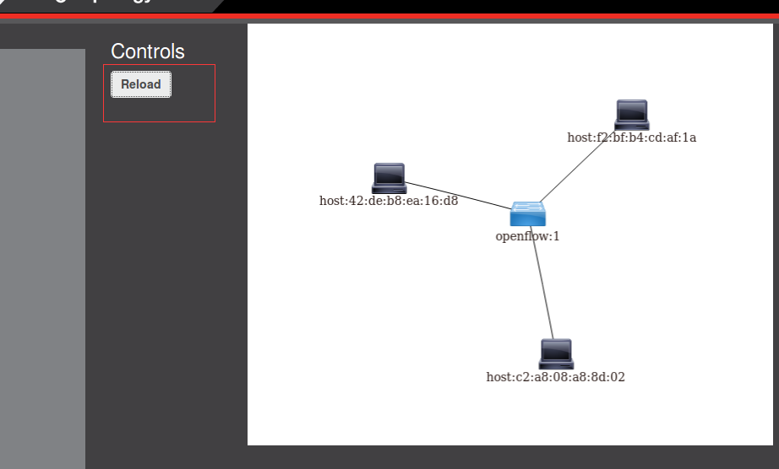 Controls
Reload
host:f2:bf:b4:cd:af:1a
host:42:de:b8:ea:16:d8
openflow:1
host:c2:a8:08:a8:8d:02